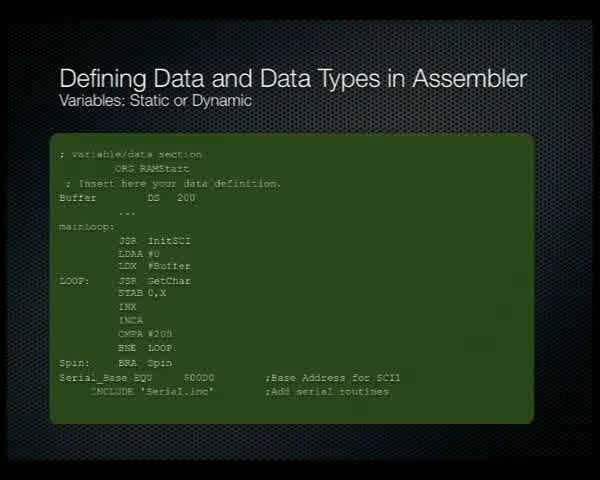 Defining Data and Data Types in Assembler
Variables: Static or Dynamic
; variable/data section
ORG RAMStart
; Insert here your data definition.
Buffer DS 200
...
mainLoop:
JSR InitSCI
LDAA #0
LDX #Buffer
LOOP: JSR GetChar
STAB 0,X
INX
INCA
CMPA #200
BNE LOOP
Spin: BRA Spin
Serial_Base EQU $00D0 ;Base Address for SCI1
INCLUDE 'Serial.inc' ;Add serial routines